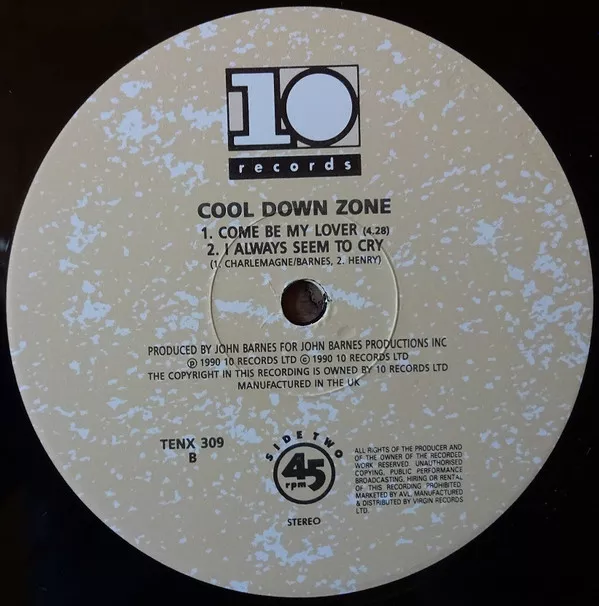 10
records
COOL DOWN ZONE
1. COME BE MY LOVER (4.28)
2. I ALWAYS SEEM TO CRY
(1. CHARLEMAGNE/BARNES, 2. HENRY)
PRODUCED BY JOHN BARNES FOR JOHN BARNES PRODUCTIONS INC
℗ 1990 10 RECORDS LTD © 1990 10 RECORDS LTD
THE COPYRIGHT IN THIS RECORDING IS OWNED BY 10 RECORDS LTD
MANUFACTURED IN THE UK
TENX 309
B
SIDE TWO
45
rpm
STEREO
ALL RIGHTS OF THE PRODUCER AND
OF THE OWNER OF THE RECORDED
WORK RESERVED UNAUTHORISED
COPYING, PUBLIC PERFORMANCE
BROADCASTING, HIRING OR RENTAL
OF THIS RECORDING PROHIBITED.
MARKETED BY AVL, MANUFACTURED
& DISTRIBUTED BY VIRGIN RECORDS
LTD.